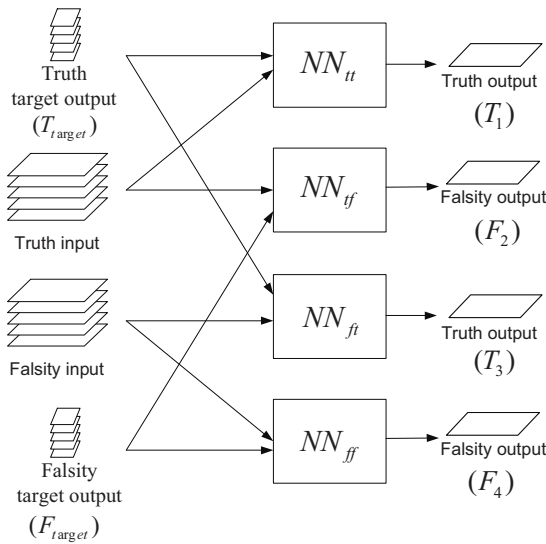 Truth
target output
(T_target)
Truth input
Falsity input
Falsity
target output
(F_target)
NN_tt
NN_tf
NN_ft
NN_ff
Truth output
(T_1)
Falsity output
(F_2)
Truth output
(T_3)
Falsity output
(F_4)